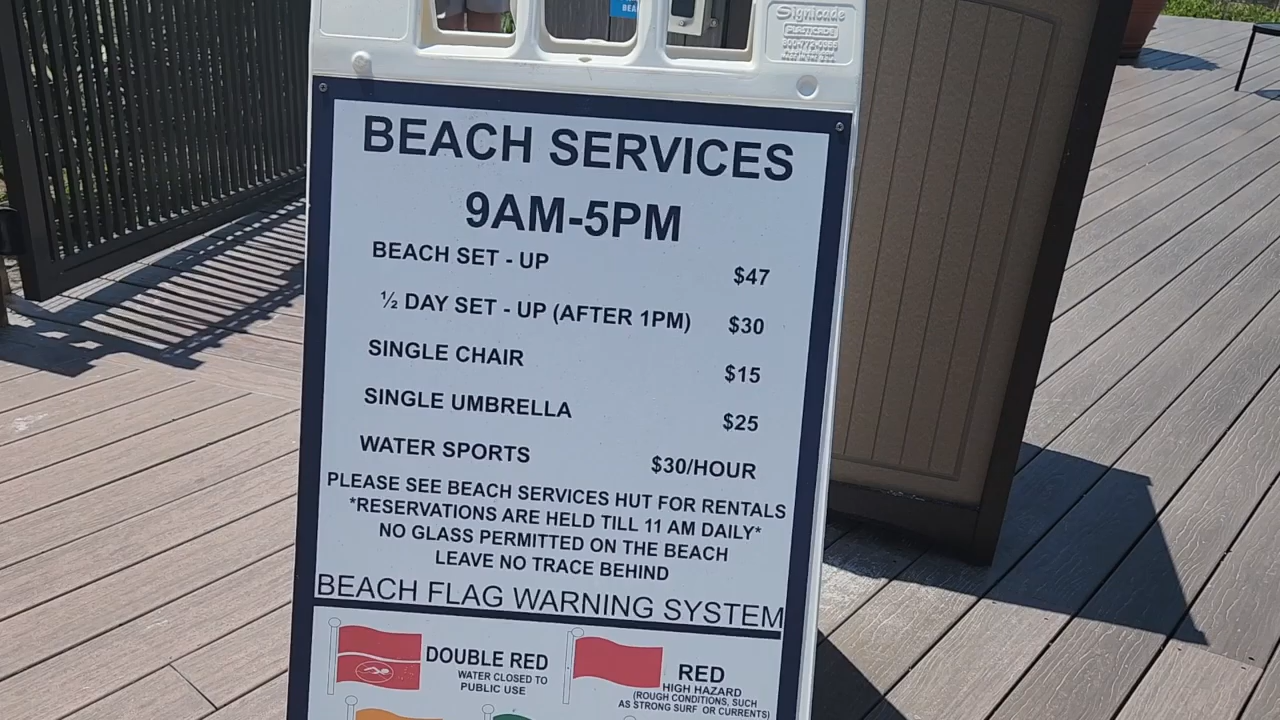 Signicade
PLASTICADE
BEACH SERVICES
9AM-5PM
BEACH SET - UP $47
½ DAY SET - UP (AFTER 1PM) $30
SINGLE CHAIR $15
SINGLE UMBRELLA $25
WATER SPORTS $30/HOUR
PLEASE SEE BEACH SERVICES HUT FOR RENTALS
*RESERVATIONS ARE HELD TILL 11 AM DAILY*
NO GLASS PERMITTED ON THE BEACH
LEAVE NO TRACE BEHIND
BEACH FLAG WARNING SYSTEM
DOUBLE RED
WATER CLOSED TO
PUBLIC USE
RED
HIGH HAZARD
(ROUGH CONDITIONS, SUCH
AS STRONG SURF OR CURRENTS)